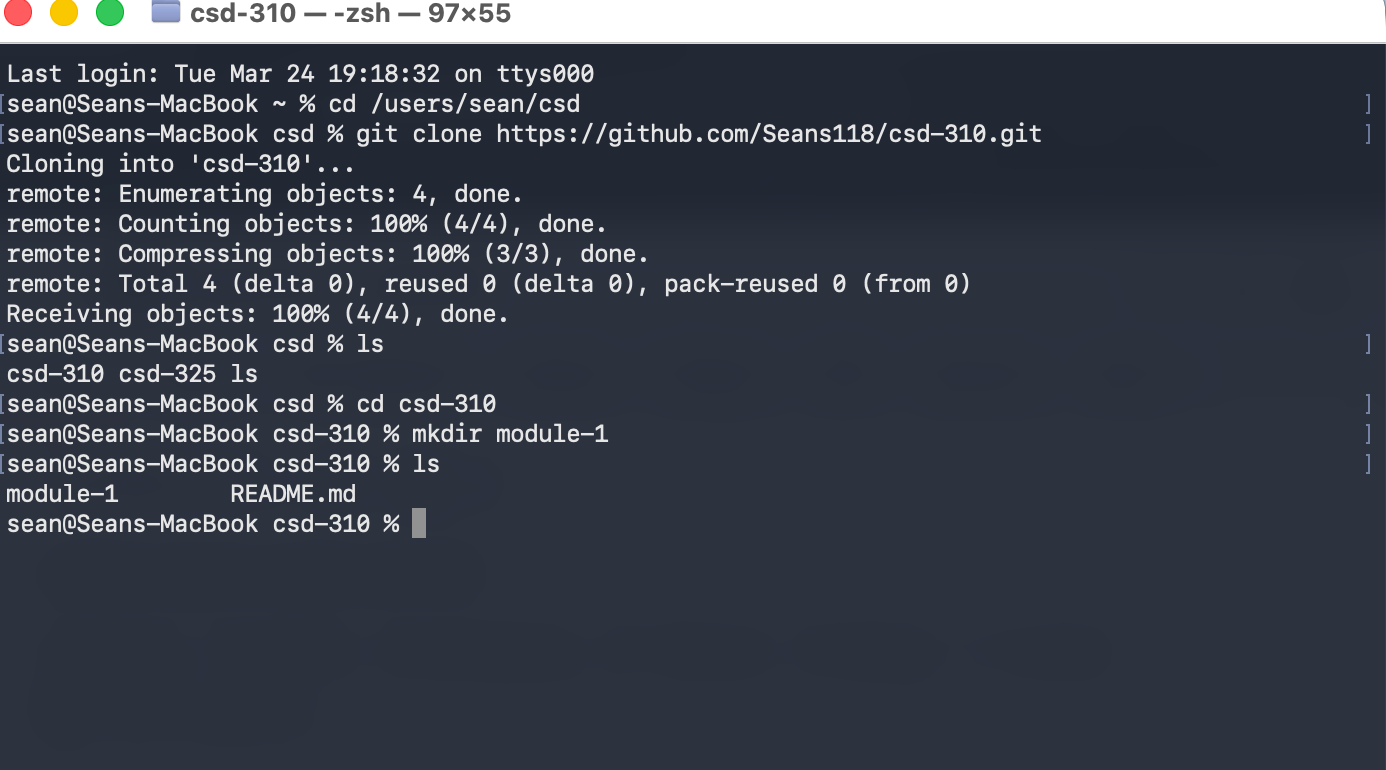 csd-310 — -zsh — 97×55
Last login: Tue Mar 24 19:18:32 on ttys000
[sean@Seans-MacBook ~ % cd /users/sean/csd ]
[sean@Seans-MacBook csd % git clone https://github.com/Seans118/csd-310.git ]
Cloning into 'csd-310'...
remote: Enumerating objects: 4, done.
remote: Counting objects: 100% (4/4), done.
remote: Compressing objects: 100% (3/3), done.
remote: Total 4 (delta 0), reused 0 (delta 0), pack-reused 0 (from 0)
Receiving objects: 100% (4/4), done.
[sean@Seans-MacBook csd % ls ]
csd-310 csd-325 ls
[sean@Seans-MacBook csd % cd csd-310 ]
[sean@Seans-MacBook csd-310 % mkdir module-1 ]
[sean@Seans-MacBook csd-310 % ls ]
module-1        README.md
sean@Seans-MacBook csd-310 %